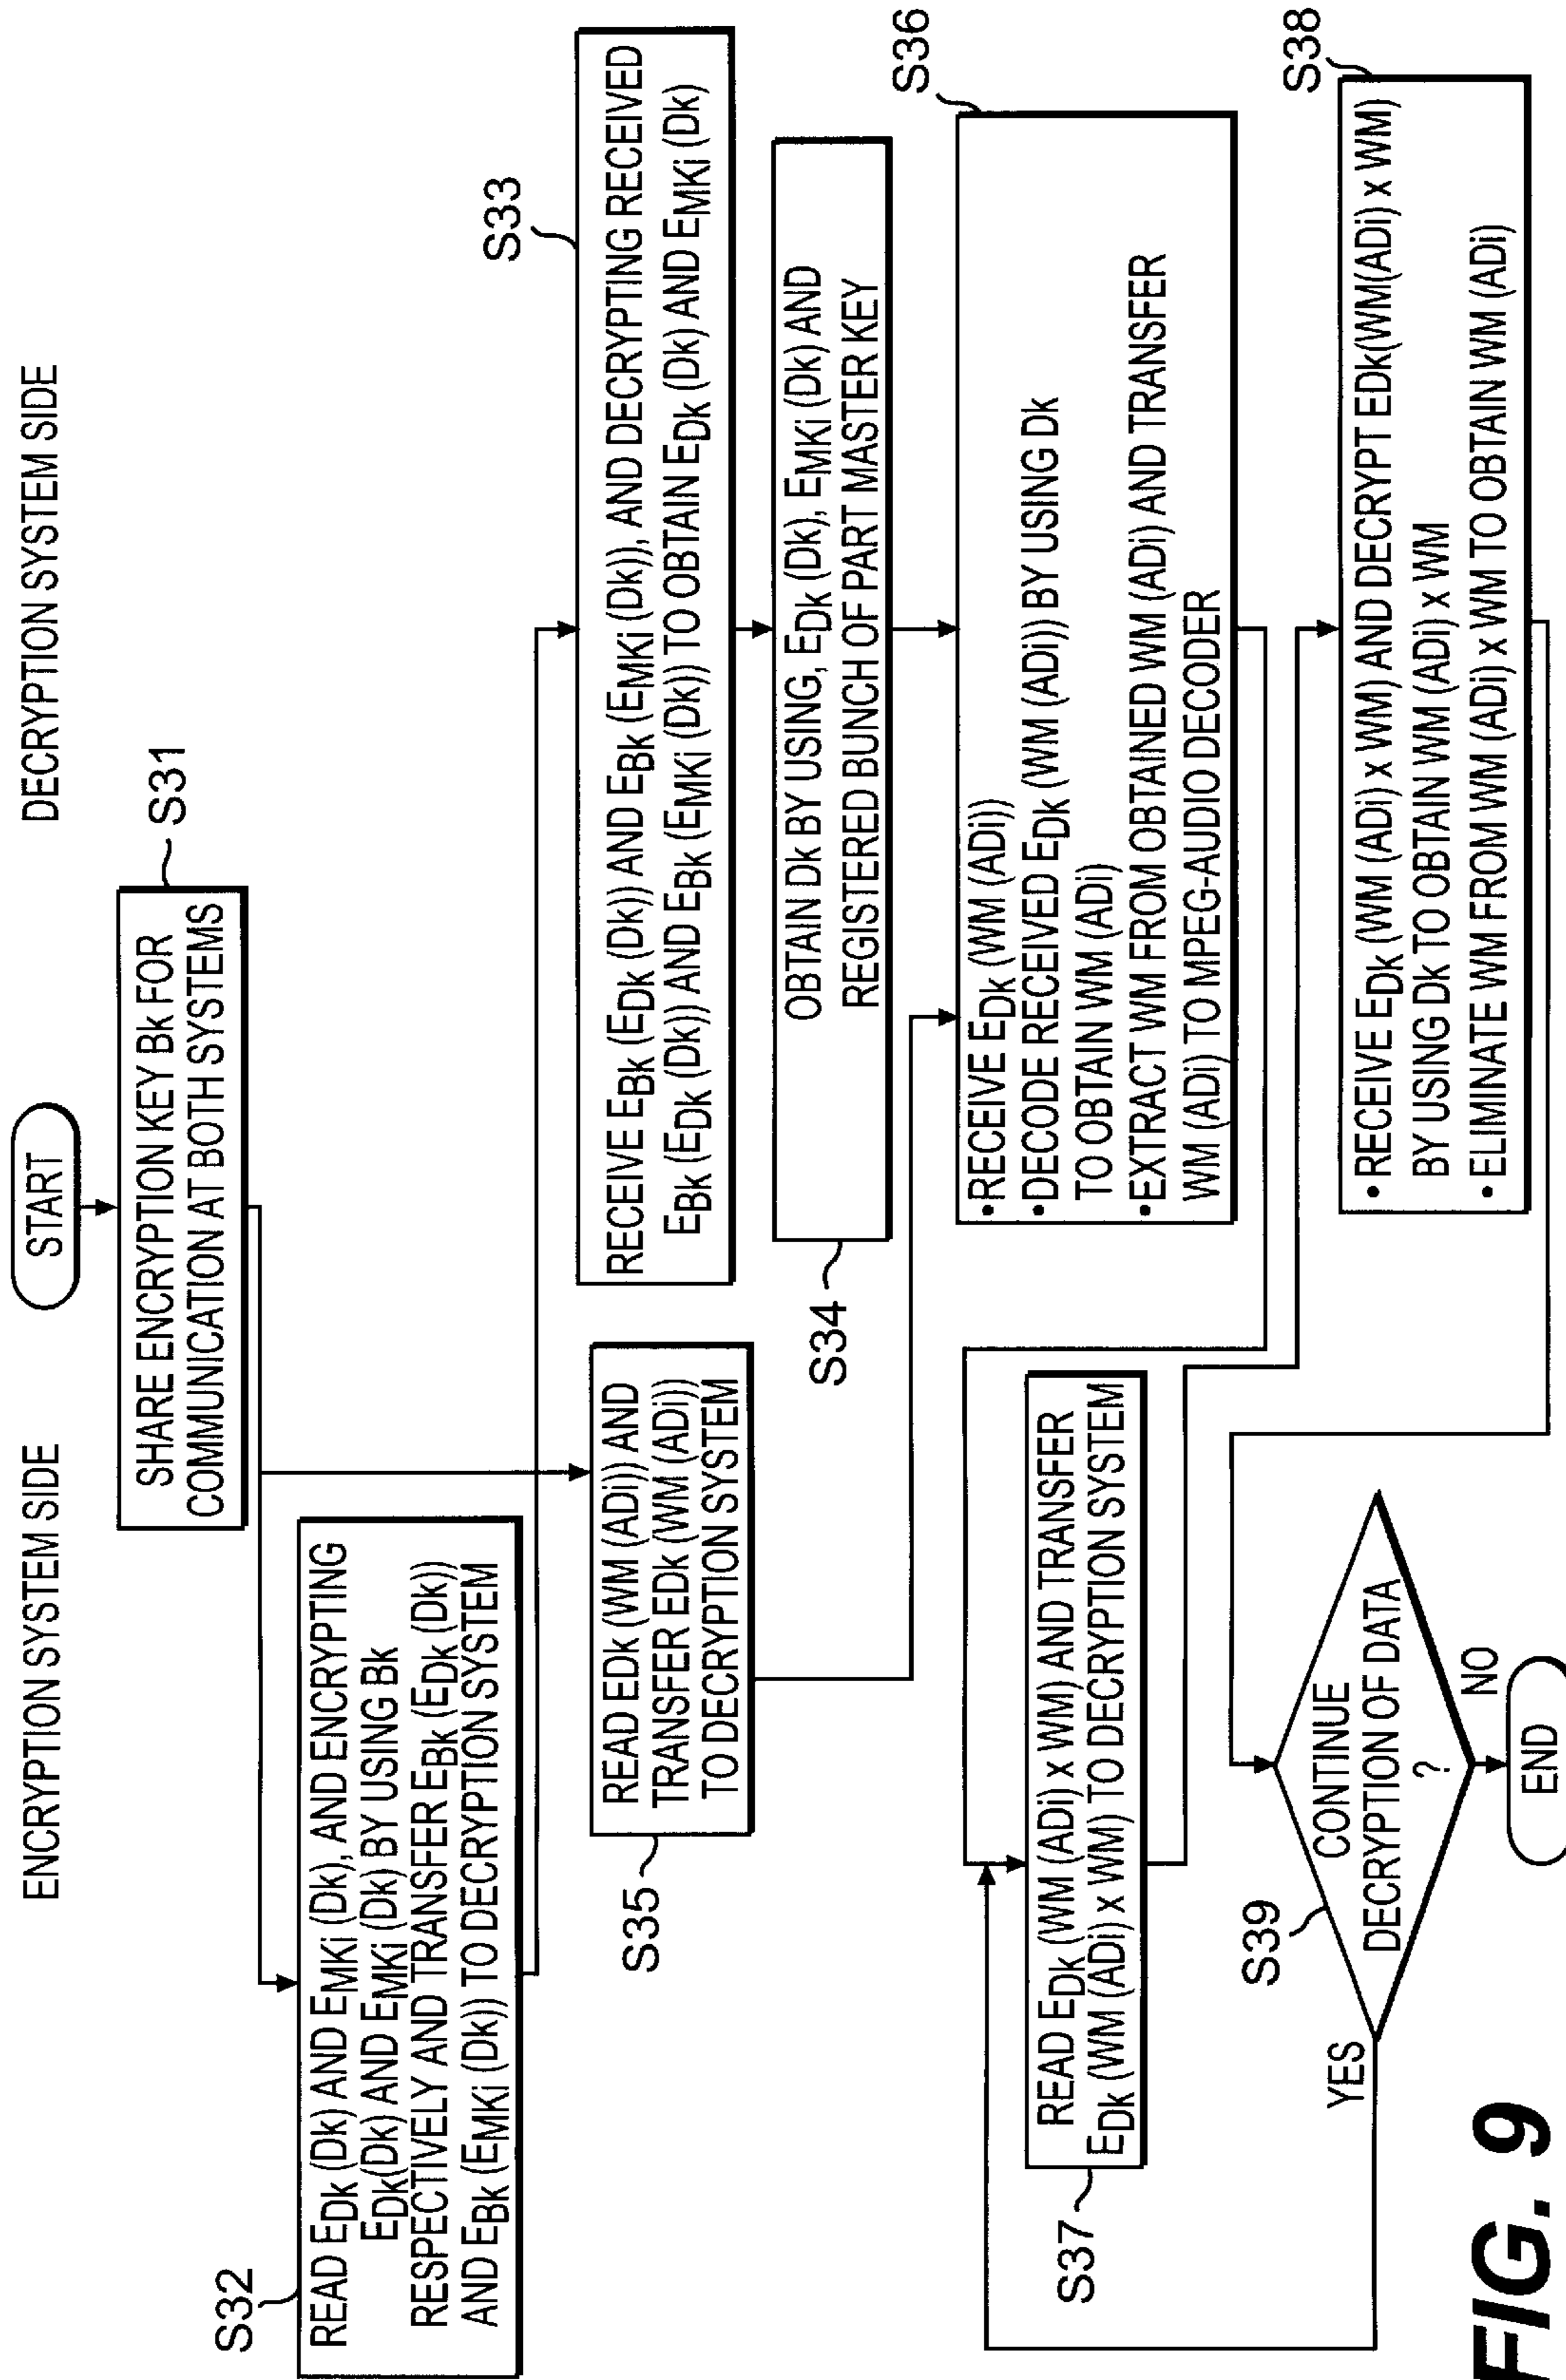 ENCRYPTION SYSTEM SIDE
DECRYPTION SYSTEM SIDE
START
S31
SHARE ENCRYPTION KEY Bk FOR
COMMUNICATION AT BOTH SYSTEMS
S32
READ EDk (Dk) AND EMKi (Dk), AND ENCRYPTING
EDk(Dk) AND EMKi (Dk) BY USING Bk
RESPECTIVELY AND TRANSFER EBk (EDk (Dk))
AND EBk (EMKi (Dk)) TO DECRYPTION SYSTEM
S33
RECEIVE EBk (EDk (Dk)) AND EBk (EMKi (Dk)), AND DECRYPTING RECEIVED
EBk (EDk (Dk)) AND EBk (EMKi (Dk)) TO OBTAIN EDk (Dk) AND EMKi (Dk)
S34
OBTAIN Dk BY USING, EDk (Dk), EMKi (Dk) AND
REGISTERED BUNCH OF PART MASTER KEY
S35
READ EDk (WM (ADi)) AND
TRANSFER EDk (WM (ADi))
TO DECRYPTION SYSTEM
S36
• RECEIVE EDk (WM (ADi))
• DECODE RECEIVED EDk (WM (ADi)) BY USING Dk
TO OBTAIN WM (ADi)
• EXTRACT WM FROM OBTAINED WM (ADi) AND TRANSFER
WM (ADi) TO MPEG-AUDIO DECODER
S37
READ EDk (WM (ADi) x WM) AND TRANSFER
EDk (WM (ADi) x WM) TO DECRYPTION SYSTEM
S38
• RECEIVE EDk (WM (ADi) x WM) AND DECRYPT EDk(WM(ADi) x WM)
BY USING Dk TO OBTAIN WM (ADi) x WM
• ELIMINATE WM FROM WM (ADi) x WM TO OBTAIN WM (ADi)
S39
CONTINUE
DECRYPTION OF DATA
?
YES
NO
END
FIG. 9